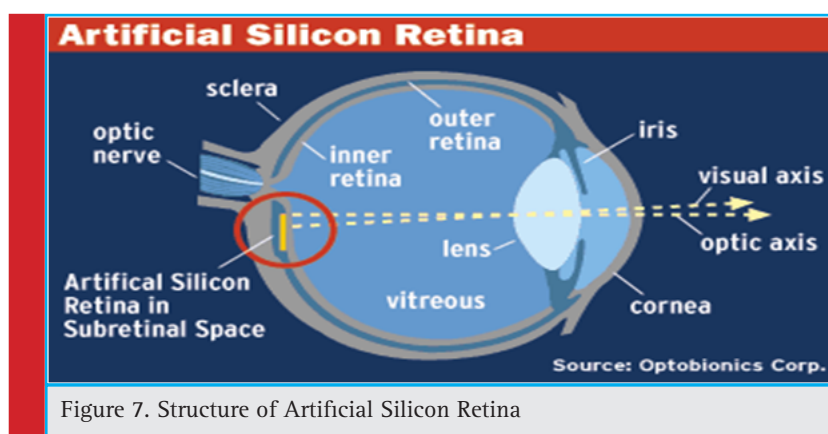 Artificial Silicon Retina
sclera
optic
nerve
outer
retina
inner
retina
iris
visual axis
optic axis
lens
Artifical Silicon
Retina in
Subretinal Space
vitreous
cornea
Source: Optobionics Corp.
Figure 7. Structure of Artificial Silicon Retina